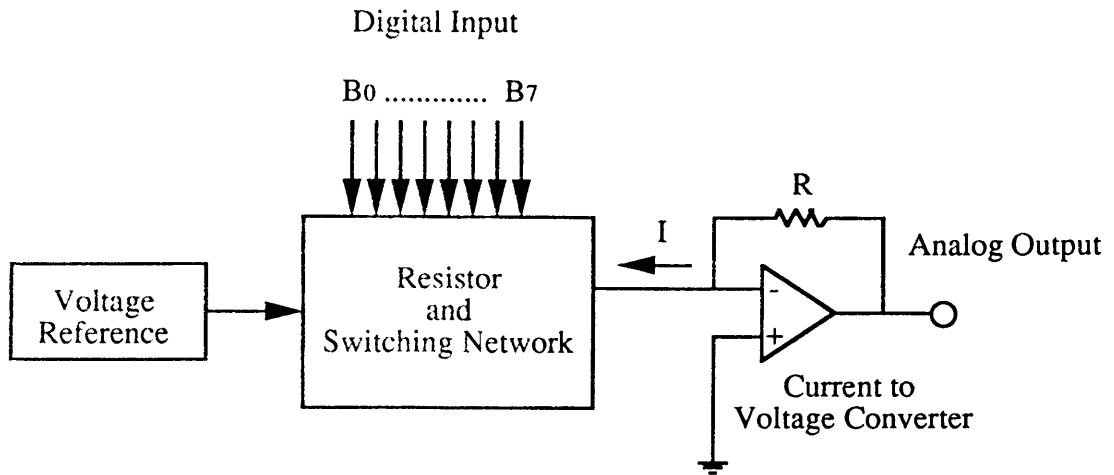 Digital Input
B0 ............. B7
R
I
Analog Output
Resistor
and
Switching Network
Voltage
Reference
-
+
Current to
Voltage Converter